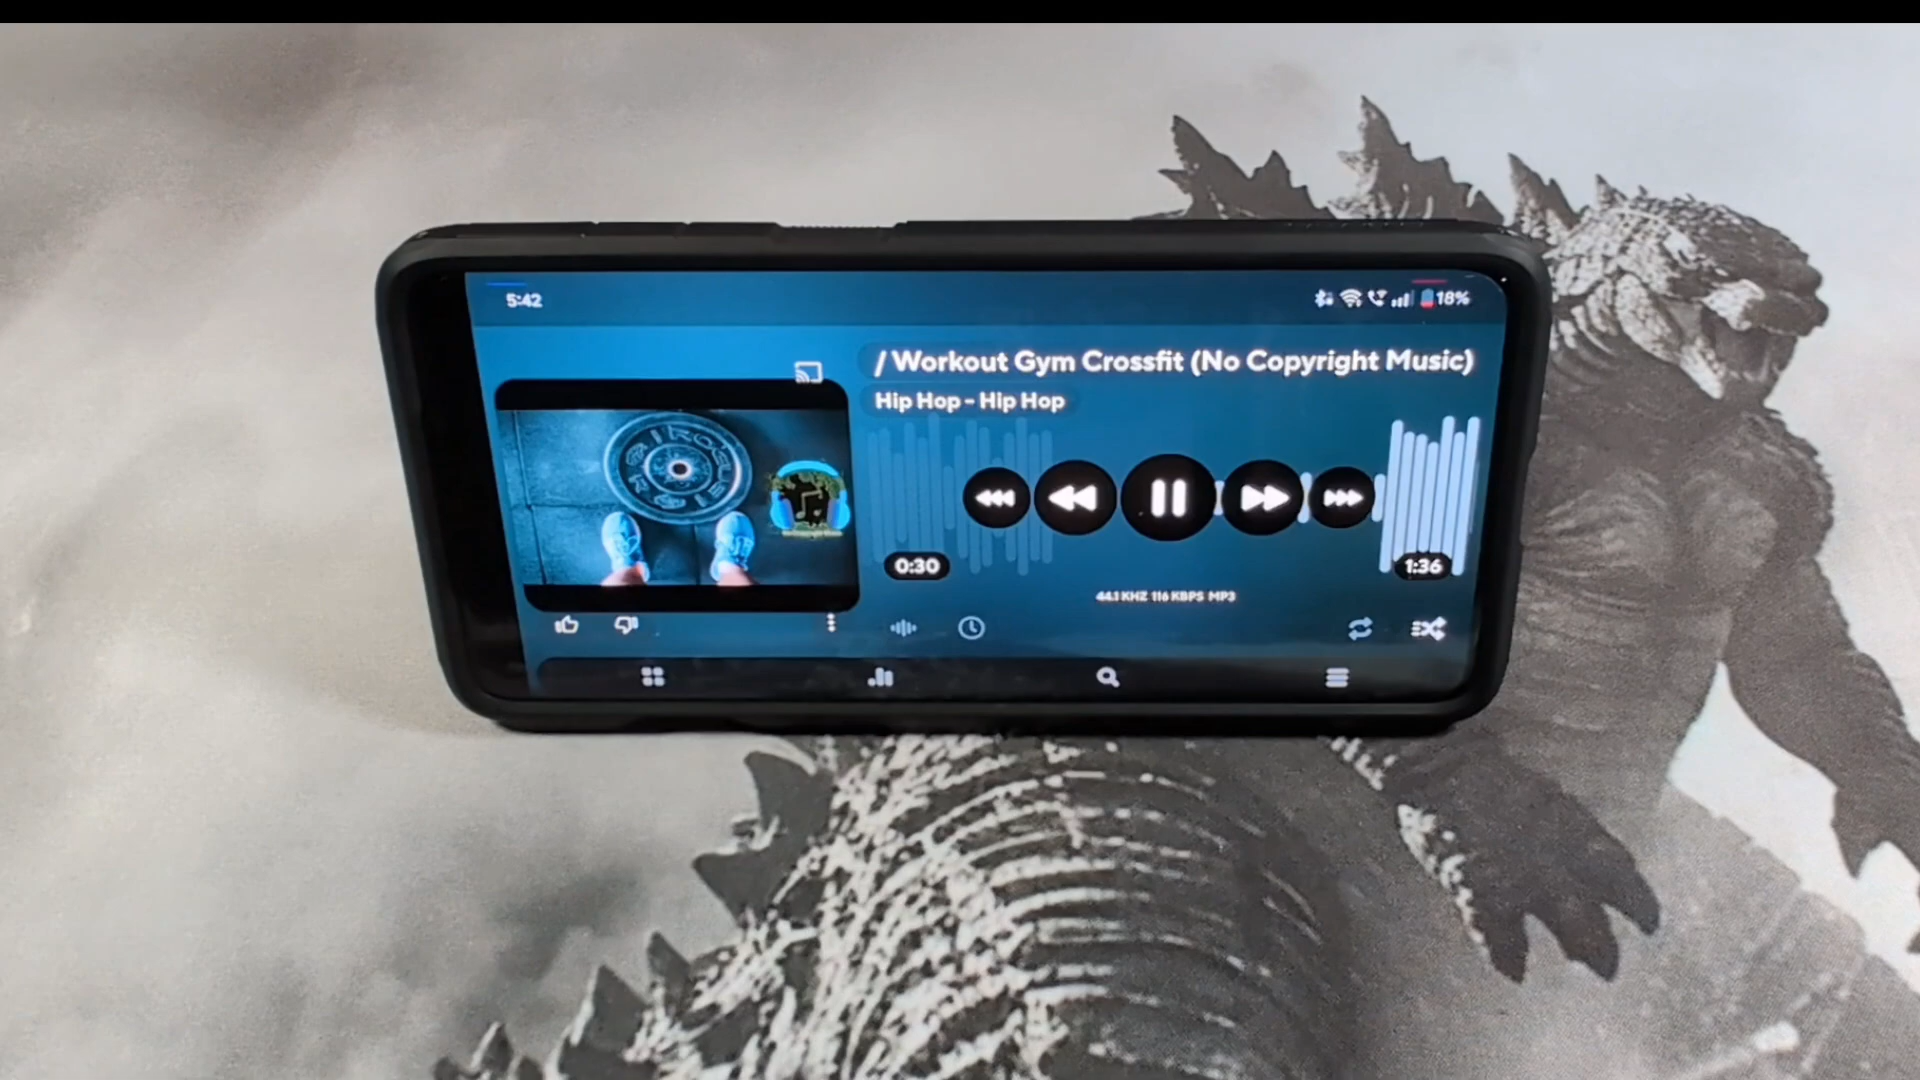 5:42
18%
/ Workout Gym Crossfit (No Copyright Music)
Hip Hop - Hip Hop
0:30
1:36
44.1 KHZ 116 KBPS MP3